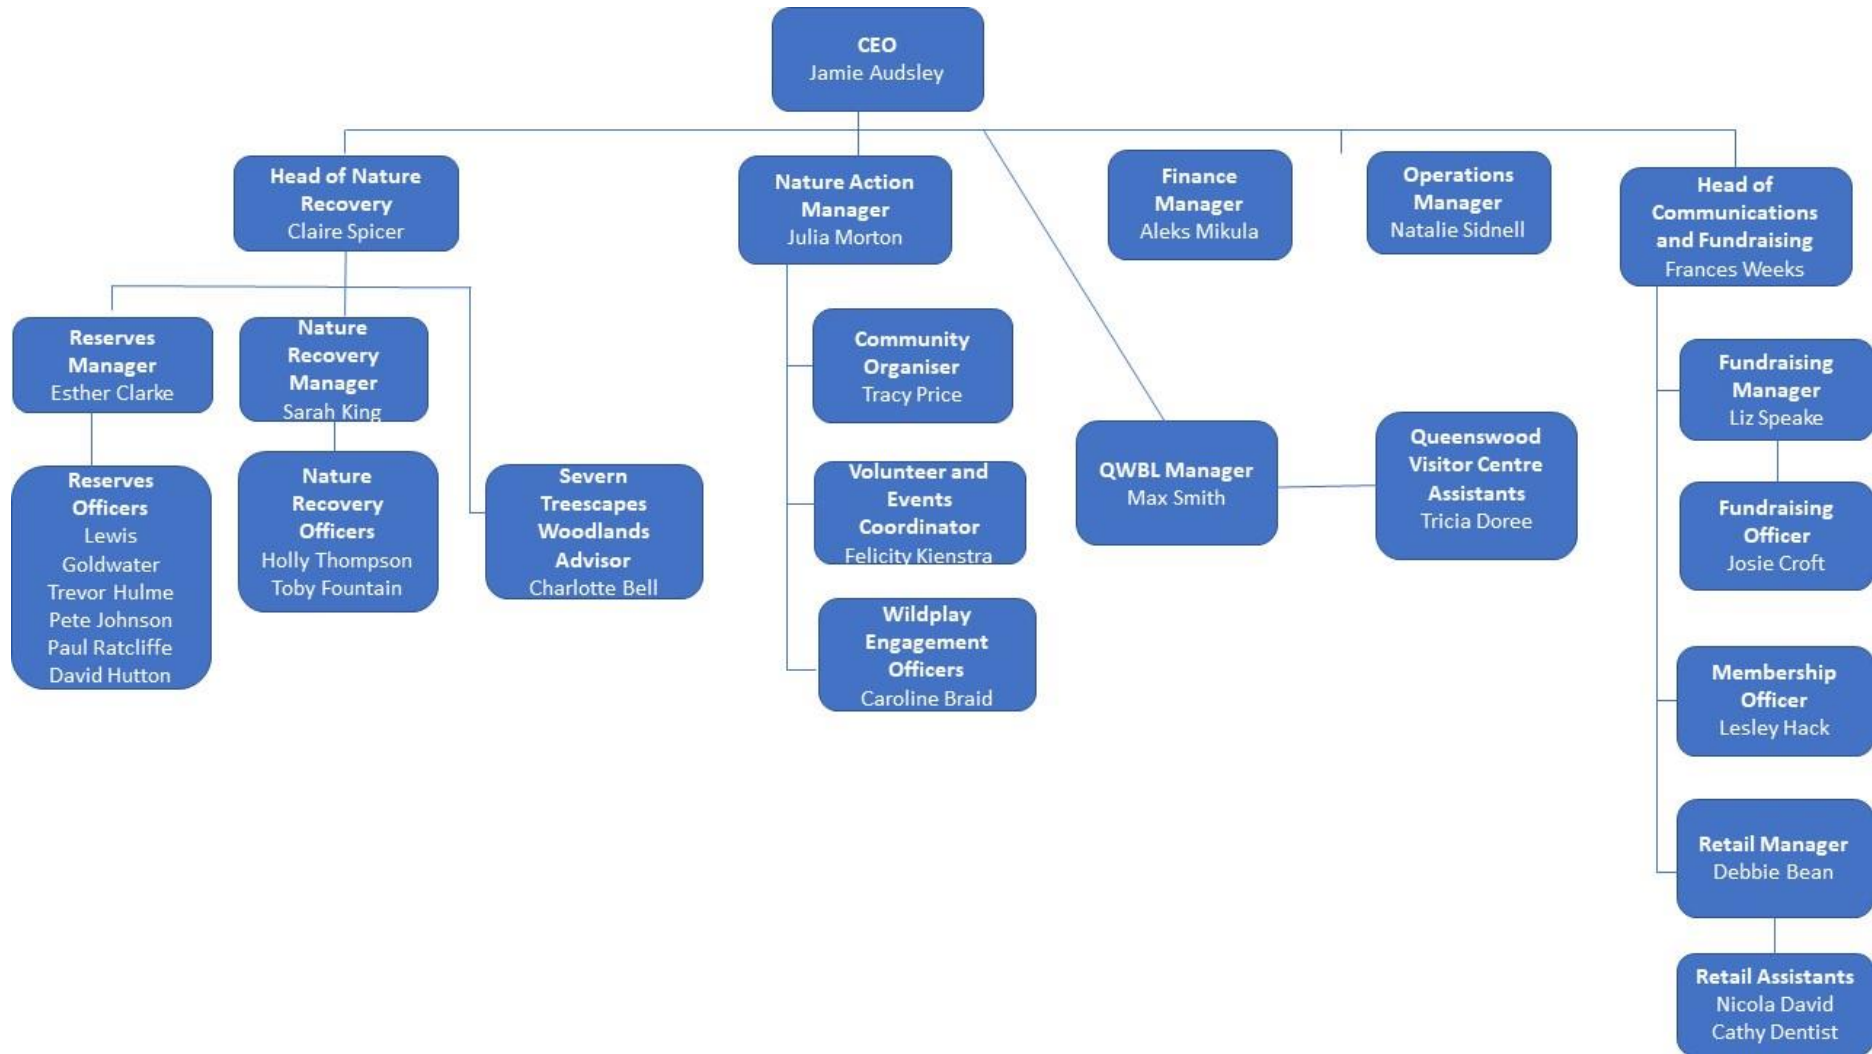 CEO
Jamie Audsley
Head of Nature
Recovery
Claire Spicer
Nature Action
Manager
Julia Morton
Finance
Manager
Aleks Mikula
Operations
Manager
Natalie Sidnell
Head of
Communications
and Fundraising
Frances Weeks
Reserves
Manager
Esther Clarke
Nature
Recovery
Manager
Sarah King
Reserves
Officers
Lewis
Goldwater
Trevor Hulme
Pete Johnson
Paul Ratcliffe
David Hutton
Nature
Recovery
Officers
Holly Thompson
Toby Fountain
Severn
Treescapes
Woodlands
Advisor
Charlotte Bell
Community
Organiser
Tracy Price
Volunteer and
Events
Coordinator
Felicity Kienstra
Wildplay
Engagement
Officers
Caroline Braid
QWBL Manager
Max Smith
Queenswood
Visitor Centre
Assistants
Tricia Doree
Fundraising
Manager
Liz Speake
Fundraising
Officer
Josie Croft
Membership
Officer
Lesley Hack
Retail Manager
Debbie Bean
Retail Assistants
Nicola David
Cathy Dentist